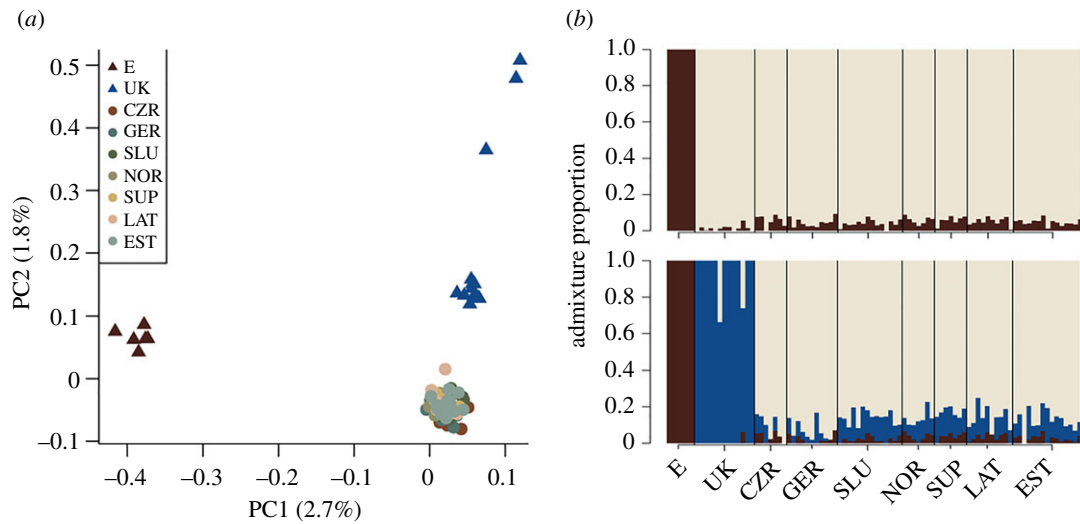 (a)
0.5
0.4
0.3
0.2
0.1
0
–0.1
PC2 (1.8%)
E
UK
CZR
GER
SLU
NOR
SUP
LAT
EST
–0.4
–0.3
–0.2
–0.1
0
0.1
PC1 (2.7%)
(b)
admixture proportion
1.0
0.8
0.6
0.4
0.2
0
1.0
0.8
0.6
0.4
0.2
0
E
UK
CZR
GER
SLU
NOR
SUP
LAT
EST